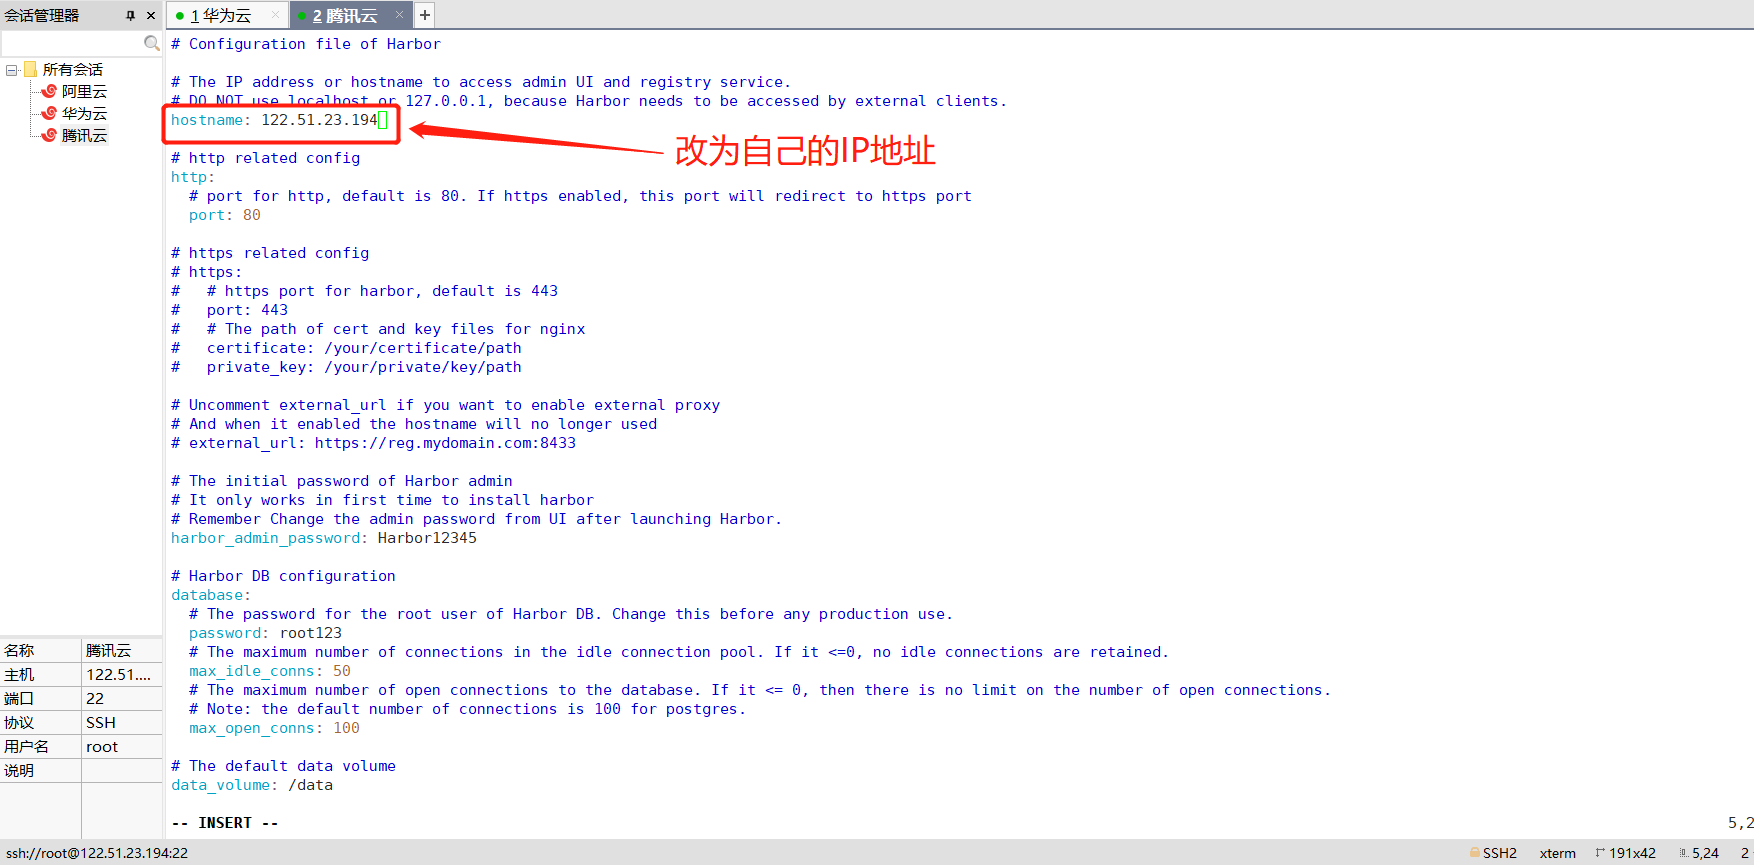 会话管理器
1 华为云
2 腾讯云
所有会话
阿里云
华为云
腾讯云
# Configuration file of Harbor
# The IP address or hostname to access admin UI and registry service.
# DO NOT use localhost or 127.0.0.1, because Harbor needs to be accessed by external clients.
hostname: 122.51.23.194
改为自己的IP地址
# http related config
http:
# port for http, default is 80. If https enabled, this port will redirect to https port
port: 80
# https related config
# https:
#   # https port for harbor, default is 443
#   port: 443
#   # The path of cert and key files for nginx
#   certificate: /your/certificate/path
#   private_key: /your/private/key/path
# Uncomment external_url if you want to enable external proxy
# And when it enabled the hostname will no longer used
# external_url: https://reg.mydomain.com:8433
# The initial password of Harbor admin
# It only works in first time to install harbor
# Remember Change the admin password from UI after launching Harbor.
harbor_admin_password: Harbor12345
# Harbor DB configuration
database:
# The password for the root user of Harbor DB. Change this before any production use.
password: root123
# The maximum number of connections in the idle connection pool. If it <=0, no idle connections are retained.
max_idle_conns: 50
# The maximum number of open connections to the database. If it <= 0, then there is no limit on the number of open connections.
# Note: the default number of connections is 100 for postgres.
max_open_conns: 100
# The default data volume
data_volume: /data
-- INSERT --
5,2
名称 腾讯云
主机 122.51....
端口 22
协议 SSH
用户名 root
说明
ssh://root@122.51.23.194:22
SSH2 xterm 191x42 5,24 2